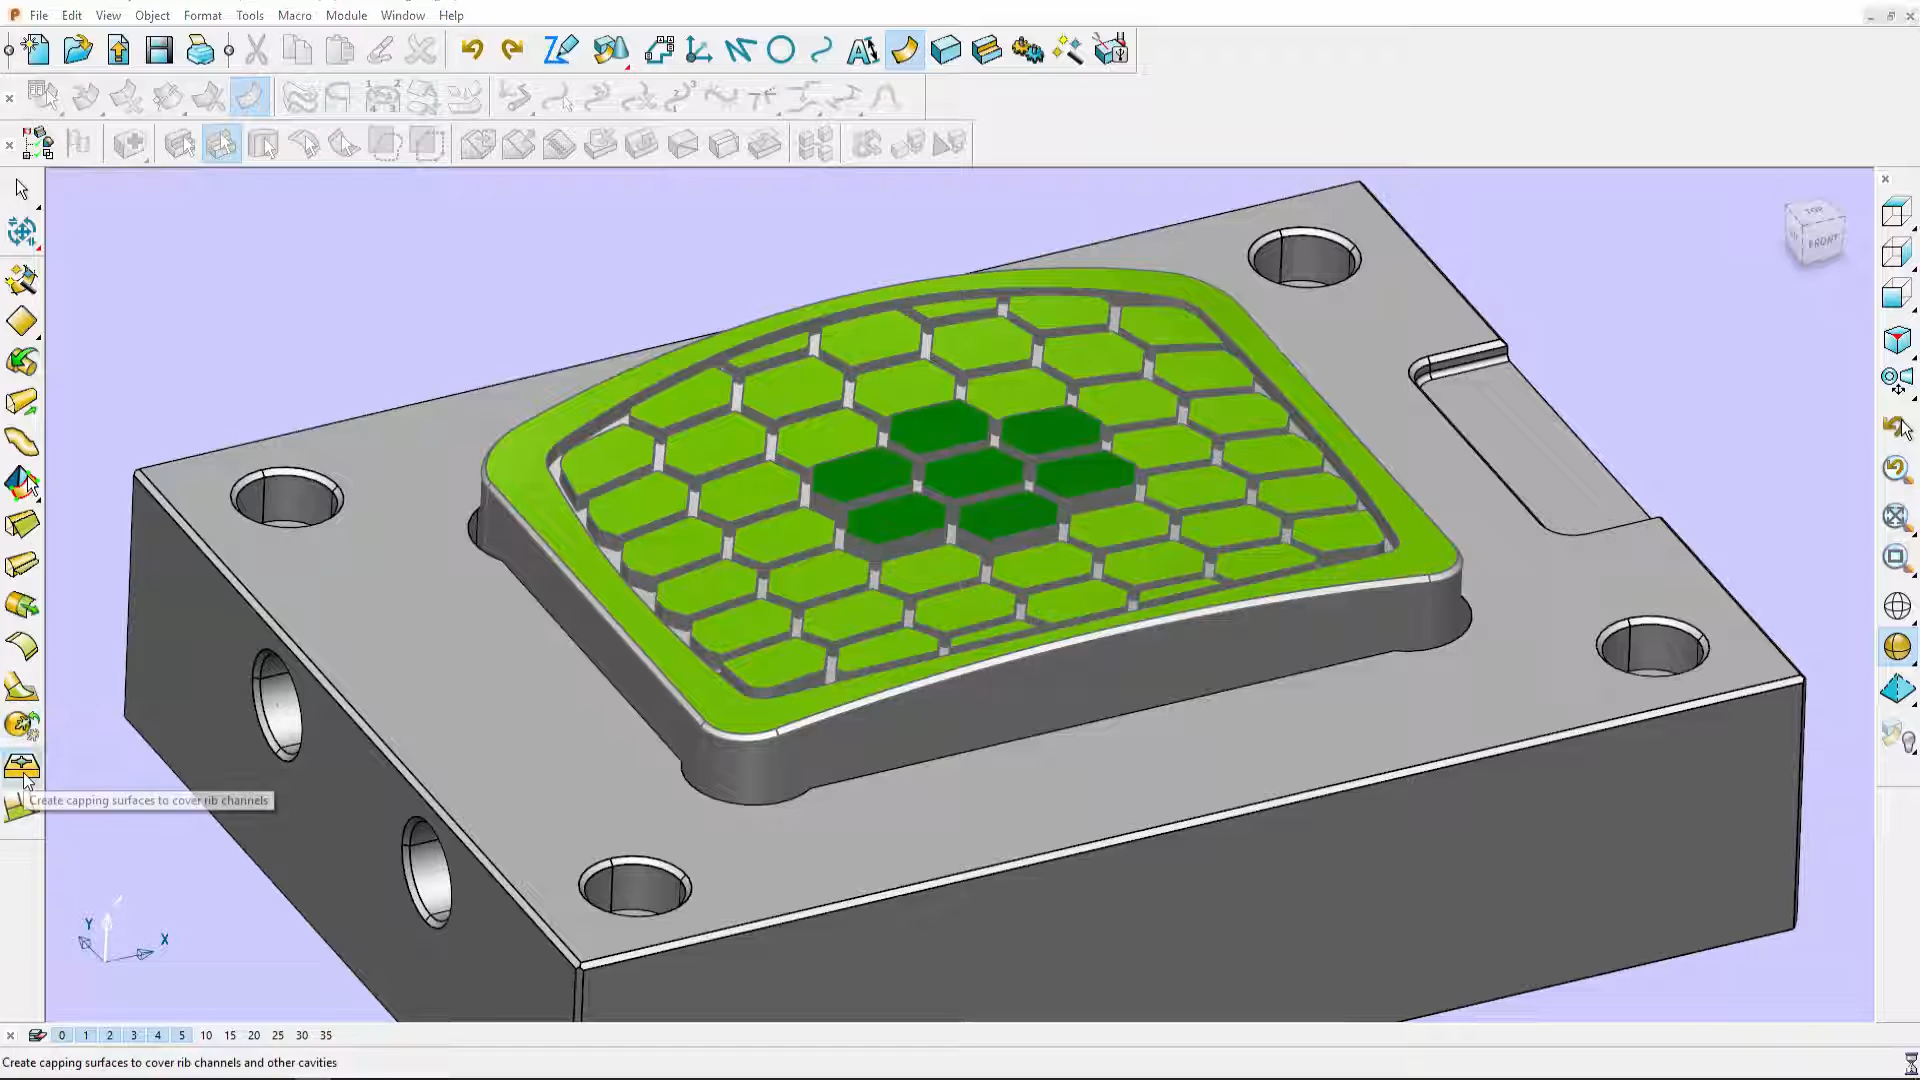 File Edit View Object Format Tools Macro Module Window Help
TOP
FRONT
Create capping surfaces to cover rib channels
Y
X
0 1 2 3 4 5 10 15 20 25 30 35
Create capping surfaces to cover rib channels and other cavities